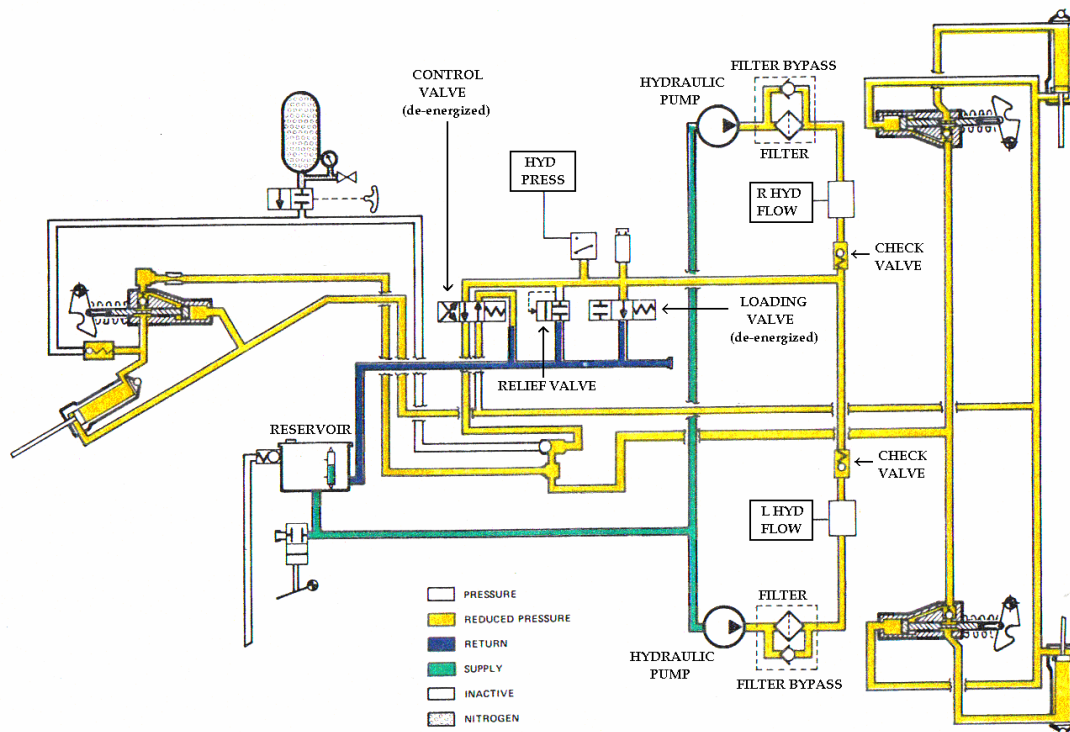 CONTROL
VALVE
(de-energized)
HYDRAULIC
PUMP
FILTER BYPASS
FILTER
HYD
PRESS
R HYD
FLOW
CHECK
VALVE
LOADING
VALVE
(de-energized)
RELIEF VALVE
RESERVOIR
CHECK
VALVE
L HYD
FLOW
FILTER
HYDRAULIC
PUMP
FILTER BYPASS
PRESSURE
REDUCED PRESSURE
RETURN
SUPPLY
INACTIVE
NITROGEN